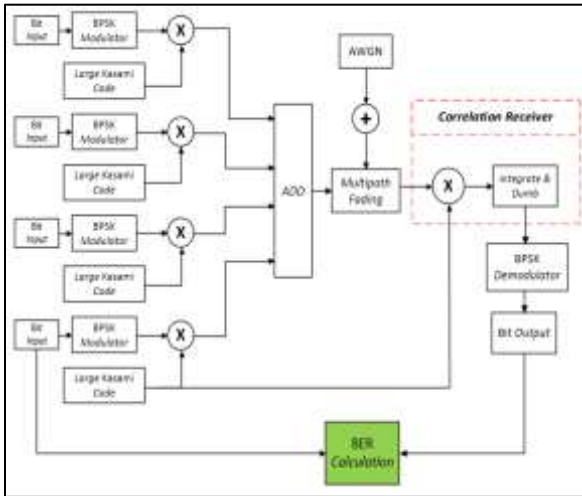 Bit
Input
BPSK
Modulator
X
Large Kasami
Code
Bit
Input
BPSK
Modulator
X
Large Kasami
Code
Bit
Input
BPSK
Modulator
X
Large Kasami
Code
Bit
Input
BPSK
Modulator
X
Large Kasami
Code
ADD
AWGN
+
Multipath
Fading
Correlation Receiver
X
Integrate &
Dumb
BPSK
Demodulator
Bit Output
BER
Calculation